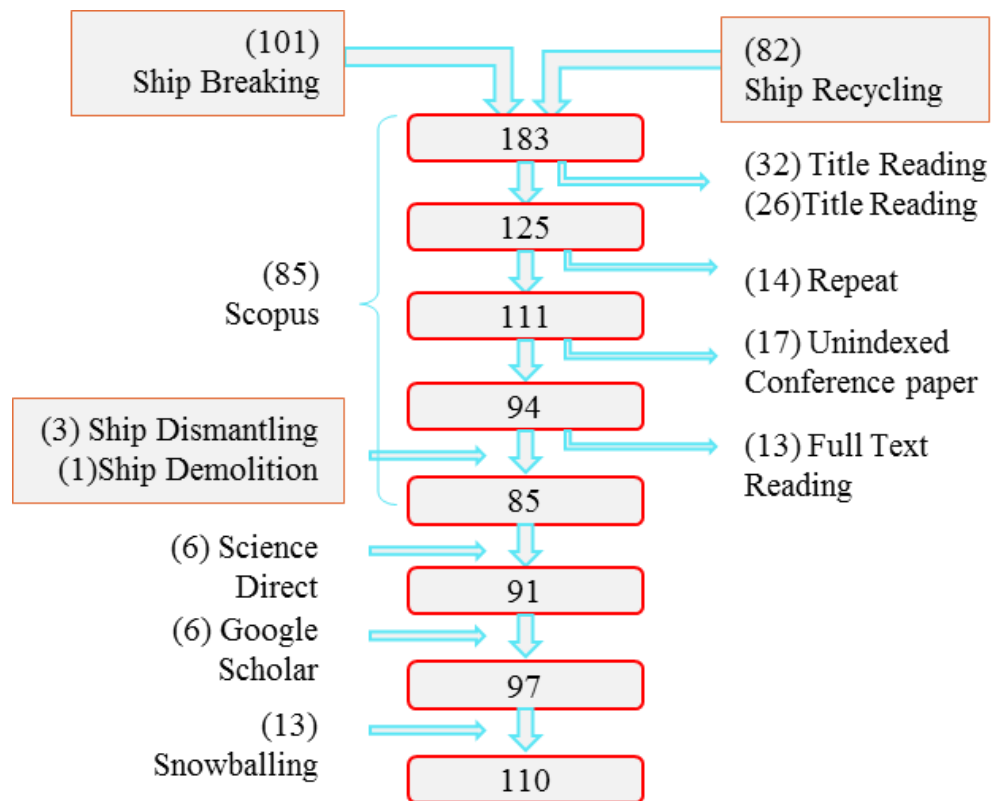 (101)
Ship Breaking
(82)
Ship Recycling
183
(32) Title Reading
(26)Title Reading
125
(14) Repeat
(85)
Scopus
111
(17) Unindexed
Conference paper
94
(3) Ship Dismantling
(1)Ship Demolition
(13) Full Text
Reading
85
(6) Science
Direct
91
(6) Google
Scholar
97
(13)
Snowballing
110